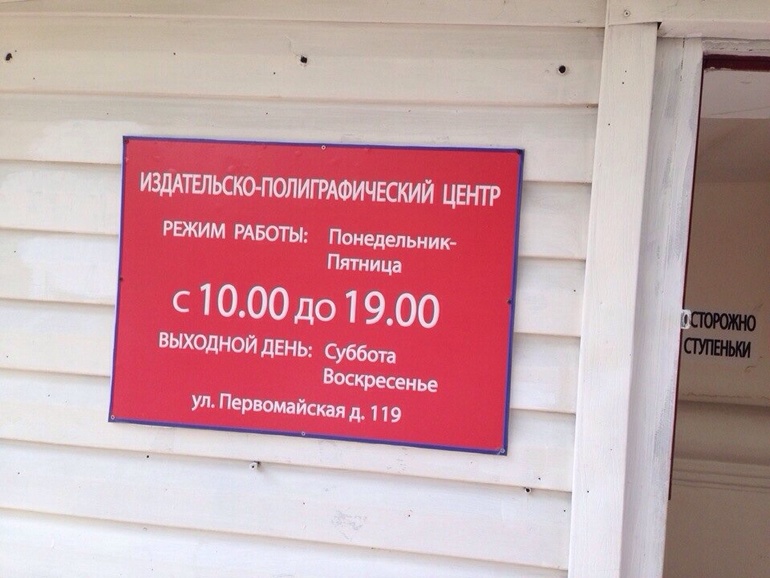 ИЗДАТЕЛЬСКО-ПОЛИГРАФИЧЕСКИЙ ЦЕНТР
РЕЖИМ РАБОТЫ: Понедельник-
Пятница
с 10.00 до 19.00
ВЫХОДНОЙ ДЕНЬ: Суббота
Воскресенье
ул. Первомайская д. 119
ОСТОРОЖНО
СТУПЕНЬКИ